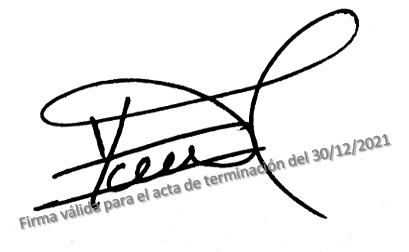 Firma válida para el acta de terminación del 30/12/2021